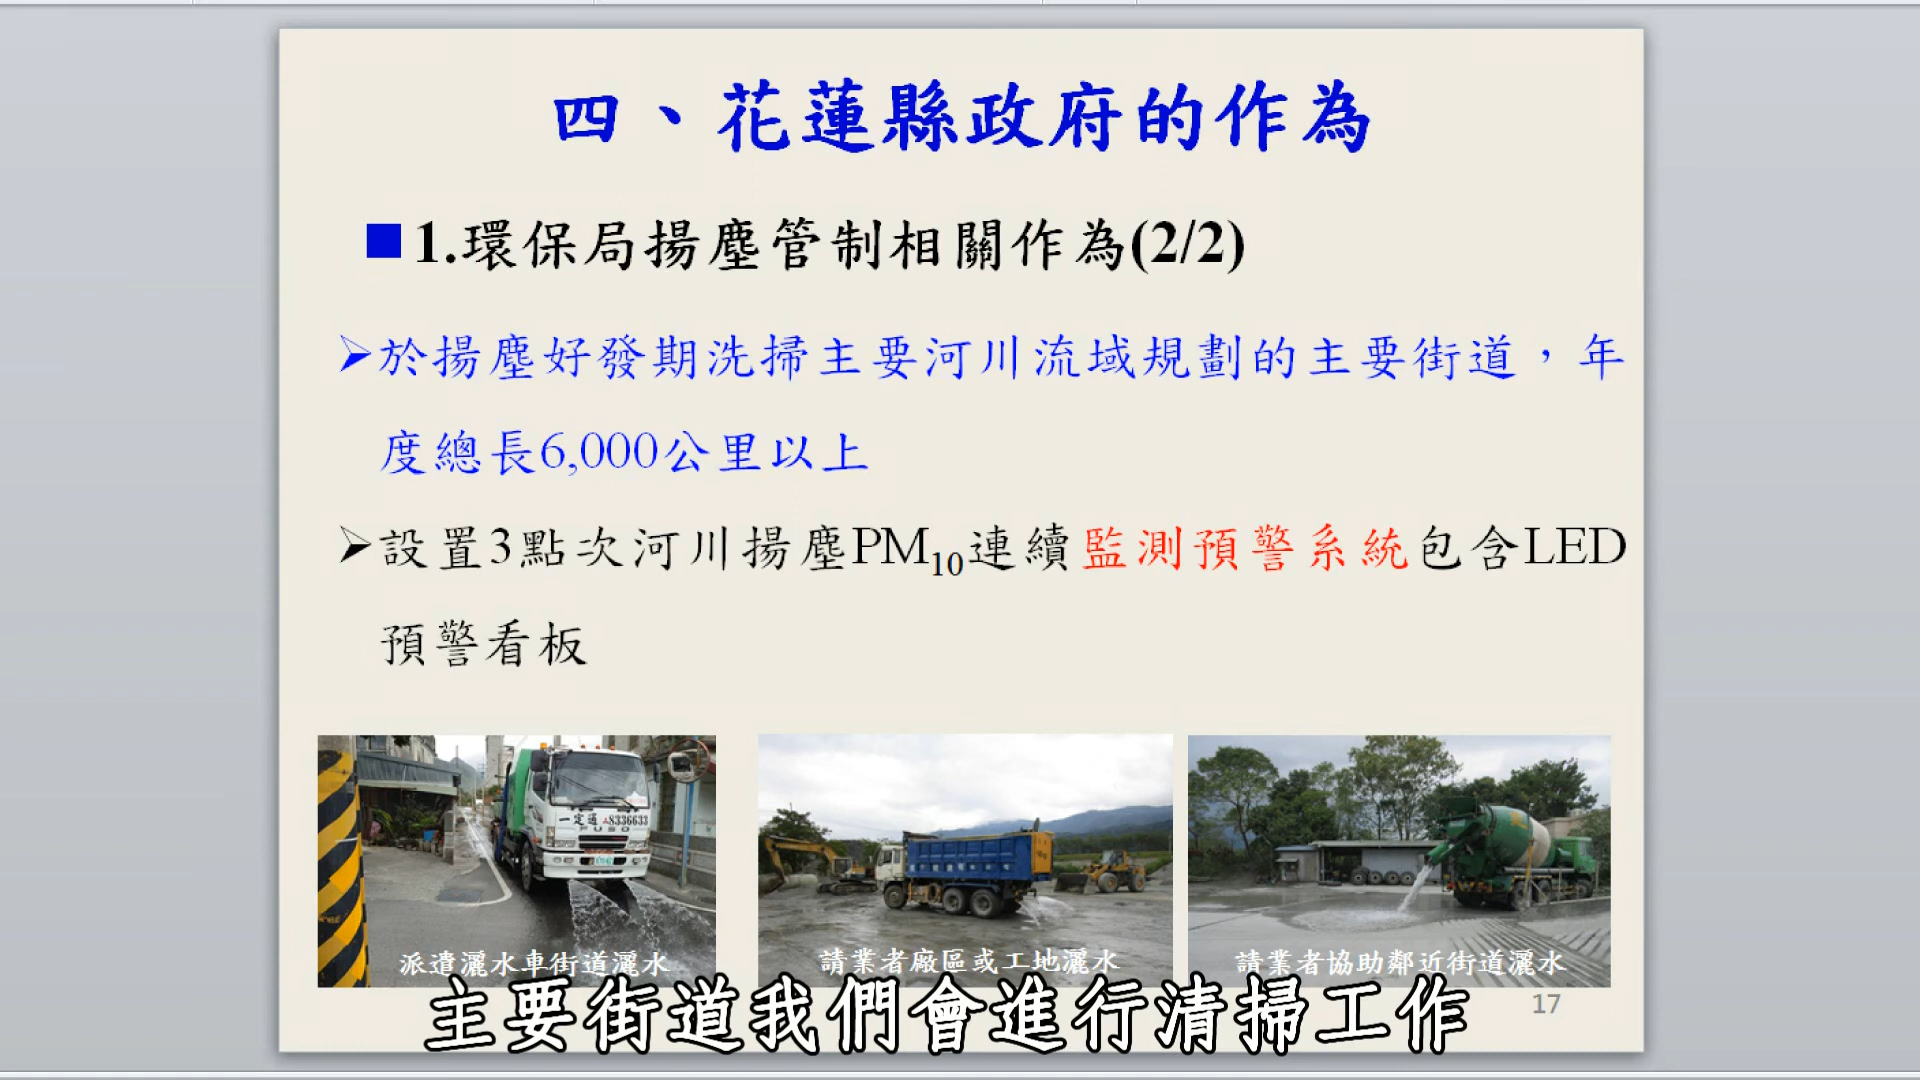 四、花蓮縣政府的作為
1.環保局揚塵管制相關作為(2/2)
於揚塵好發期洗掃主要河川流域規劃的主要街道，年
度總長6,000公里以上
設置3點次河川揚塵PM10連續監測預警系統包含LED
預警看板
一定通 8336633
FUSO
派遣灑水車街道灑水
請業者廠區或工地灑水
請業者協助鄰近街道灑水
主要街道我們會進行清掃工作
17